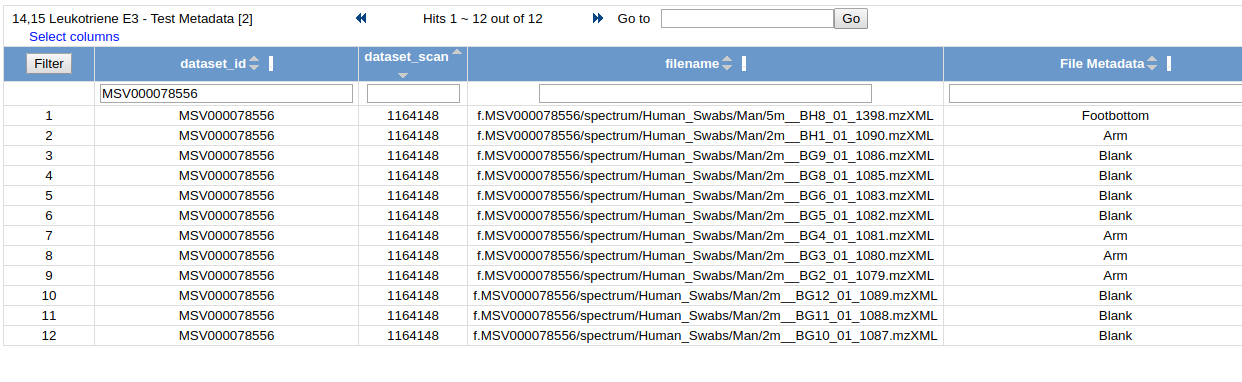 14,15 Leukotriene E3 - Test Metadata [2] Hits 1 ~ 12 out of 12 Go to Go
Select columns
Filter dataset_id dataset_scan filename File Metadata
MSV000078556
1 MSV000078556 1164148 f.MSV000078556/spectrum/Human_Swabs/Man/5m__BH8_01_1398.mzXML Footbottom
2 MSV000078556 1164148 f.MSV000078556/spectrum/Human_Swabs/Man/2m__BH1_01_1090.mzXML Arm
3 MSV000078556 1164148 f.MSV000078556/spectrum/Human_Swabs/Man/2m__BG9_01_1086.mzXML Blank
4 MSV000078556 1164148 f.MSV000078556/spectrum/Human_Swabs/Man/2m__BG8_01_1085.mzXML Blank
5 MSV000078556 1164148 f.MSV000078556/spectrum/Human_Swabs/Man/2m__BG6_01_1083.mzXML Blank
6 MSV000078556 1164148 f.MSV000078556/spectrum/Human_Swabs/Man/2m__BG5_01_1082.mzXML Blank
7 MSV000078556 1164148 f.MSV000078556/spectrum/Human_Swabs/Man/2m__BG4_01_1081.mzXML Arm
8 MSV000078556 1164148 f.MSV000078556/spectrum/Human_Swabs/Man/2m__BG3_01_1080.mzXML Arm
9 MSV000078556 1164148 f.MSV000078556/spectrum/Human_Swabs/Man/2m__BG2_01_1079.mzXML Arm
10 MSV000078556 1164148 f.MSV000078556/spectrum/Human_Swabs/Man/2m__BG12_01_1089.mzXML Blank
11 MSV000078556 1164148 f.MSV000078556/spectrum/Human_Swabs/Man/2m__BG11_01_1088.mzXML Blank
12 MSV000078556 1164148 f.MSV000078556/spectrum/Human_Swabs/Man/2m__BG10_01_1087.mzXML Blank